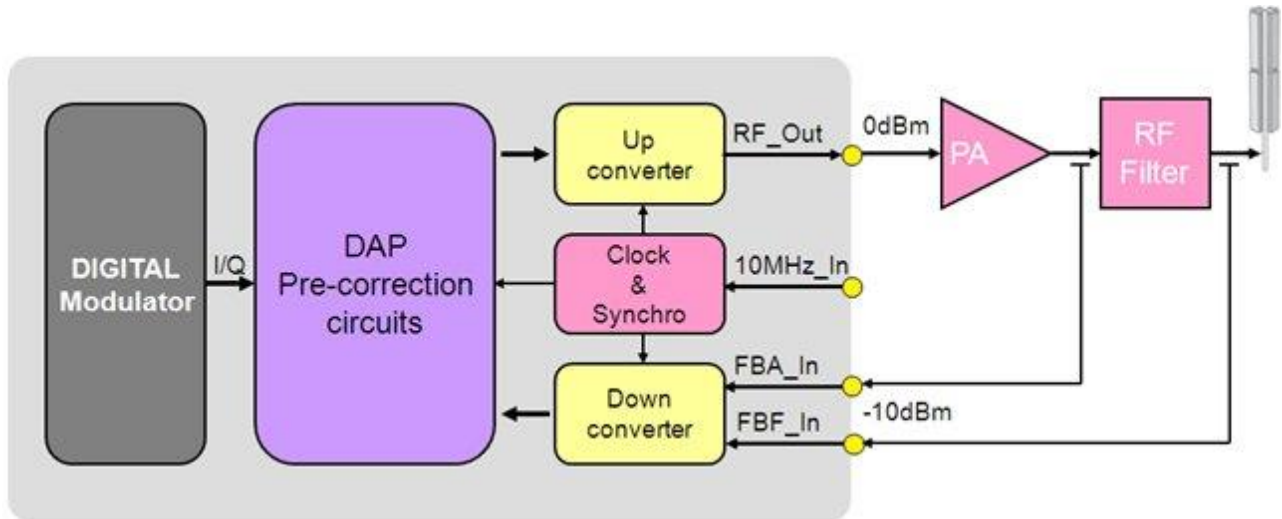 DIGITAL
Modulator
I/Q
DAP
Pre-correction
circuits
Up
converter
RF_Out
0dBm
PA
RF
Filter
Clock
&
Synchro
10MHz_In
Down
converter
FBA_In
-10dBm
FBF_In